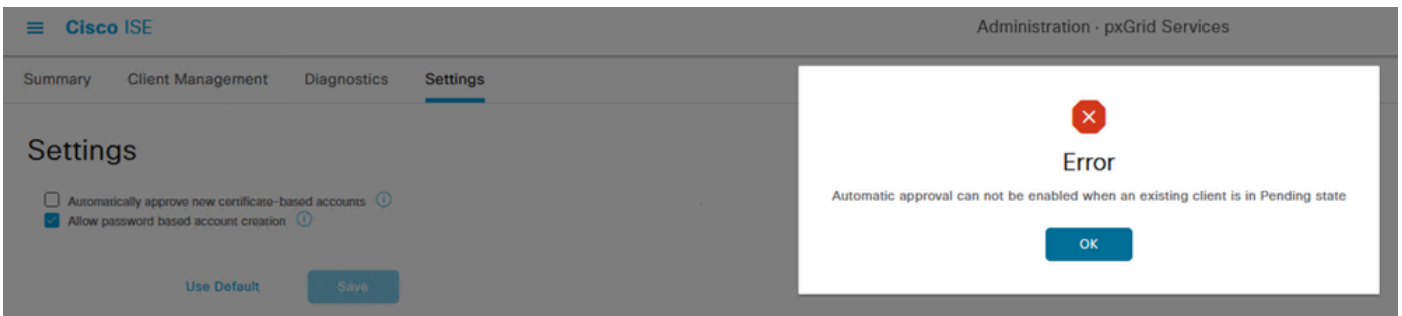 Cisco ISE
Administration · pxGrid Services
Summary Client Management Diagnostics Settings
Settings
Automatically approve new certificate-based accounts
Allow password based account creation
Use Default Save
Error
Automatic approval can not be enabled when an existing client is in Pending state
OK